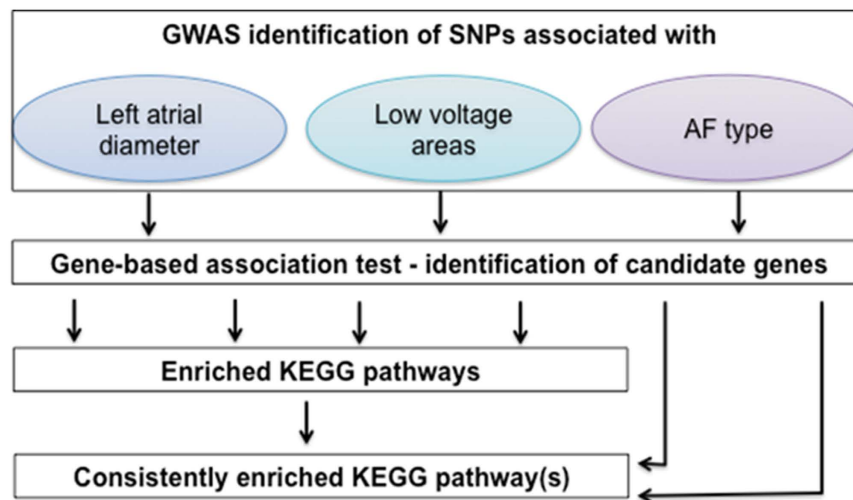 GWAS identification of SNPs associated with
Left atrial
diameter
Low voltage
areas
AF type
Gene-based association test - identification of candidate genes
Enriched KEGG pathways
Consistently enriched KEGG pathway(s)